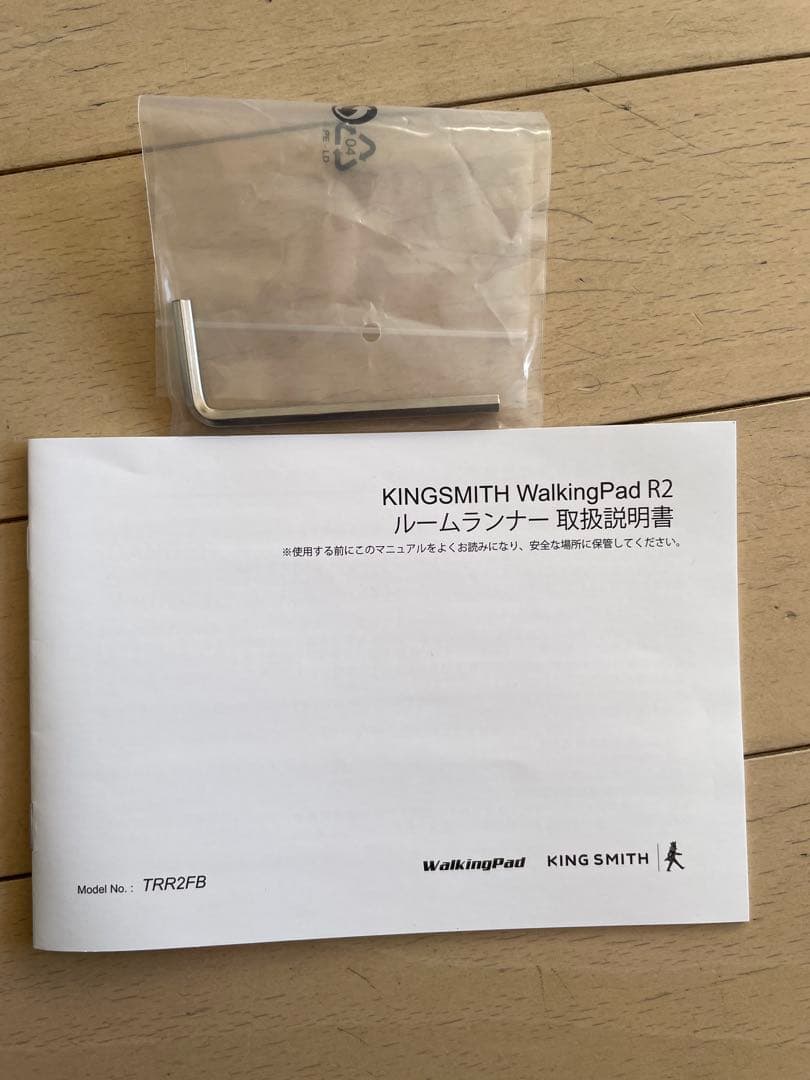 04
PE-LD
KINGSMITH WalkingPad R2
ルームランナー 取扱説明書
※使用する前にこのマニュアルをよくお読みになり、安全な場所に保管してください。
WalkingPad KING SMITH
Model No. : TRR2FB